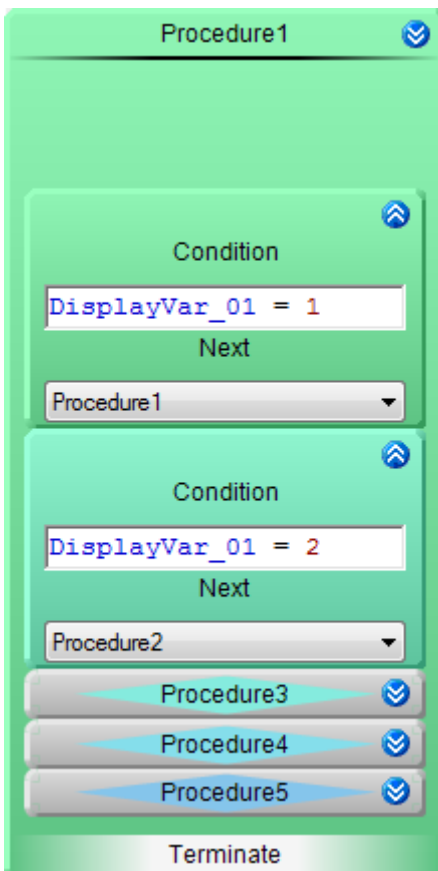 Procedure1
Condition
DisplayVar_01 = 1
Next
Procedure1
Condition
DisplayVar_01 = 2
Next
Procedure2
Procedure3
Procedure4
Procedure5
Terminate